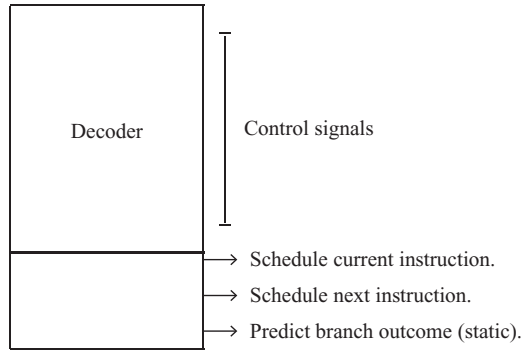 Decoder
Control signals
Schedule current instruction.
Schedule next instruction.
Predict branch outcome (static).